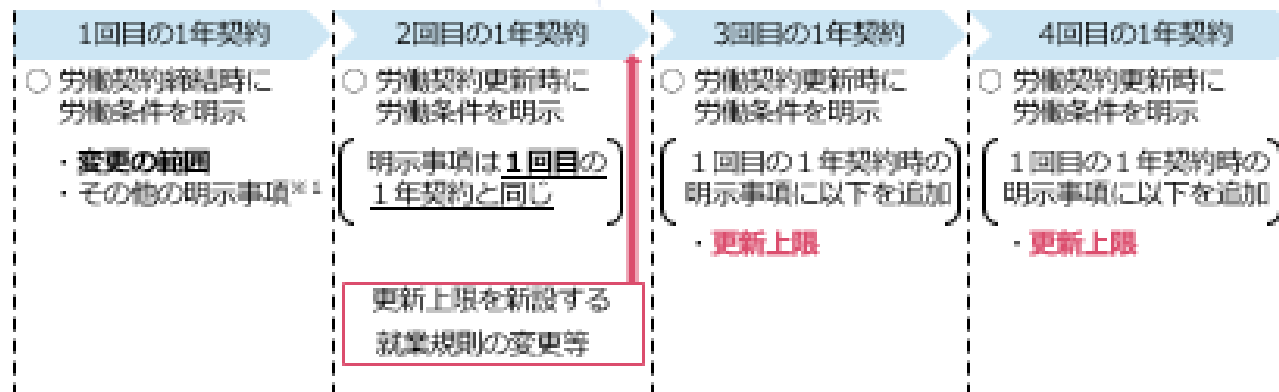 1回目の1年契約
○ 労働契約締結時に
労働条件を明示
・変更の範囲
・その他の明示事項※1
2回目の1年契約
○ 労働契約更新時に
労働条件を明示
明示事項は1回目の
1年契約と同じ
更新上限を新設する
就業規則の変更等
3回目の1年契約
○ 労働契約更新時に
労働条件を明示
1回目の1年契約時の
明示事項に以下を追加
・更新上限
4回目の1年契約
○ 労働契約更新時に
労働条件を明示
1回目の1年契約時の
明示事項に以下を追加
・更新上限